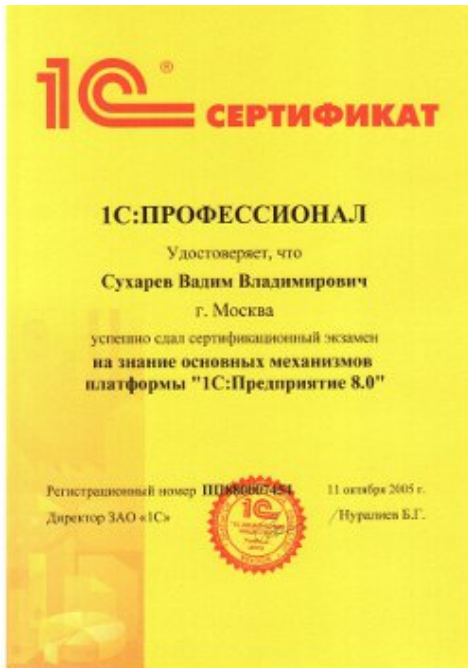 1С®
СЕРТИФИКАТ
1С:ПРОФЕССИОНАЛ
Удостоверяет, что
Сухарев Вадим Владимирович
г. Москва
успешно сдал сертификационный экзамен
на знание основных механизмов
платформы "1С:Предприятие 8.0"
Регистрационный номер 11 октября 2005 г.
Директор ЗАО «1С» /Нуралиев Б.Г.
1С